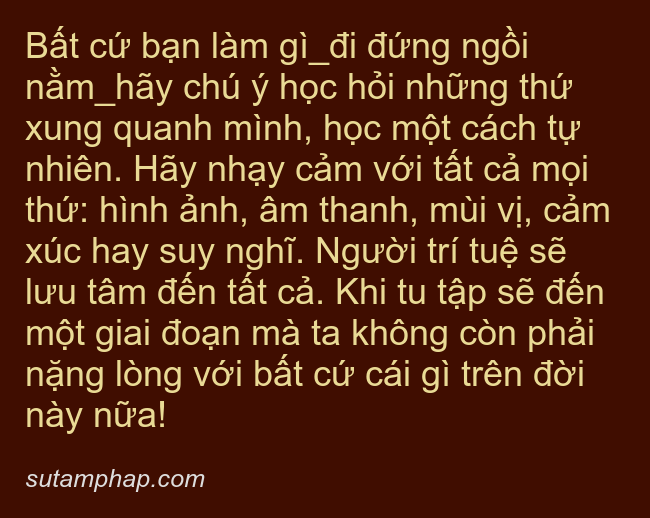 Bất cứ bạn làm gì_đi đứng ngồi
nằm_hãy chú ý học hỏi những thứ
xung quanh mình, học một cách tự
nhiên. Hãy nhạy cảm với tất cả mọi
thứ: hình ảnh, âm thanh, mùi vị, cảm
xúc hay suy nghĩ. Người trí tuệ sẽ
lưu tâm đến tất cả. Khi tu tập sẽ đến
một giai đoạn mà ta không còn phải
nặng lòng với bất cứ cái gì trên đời
này nữa!
sutamphap.com